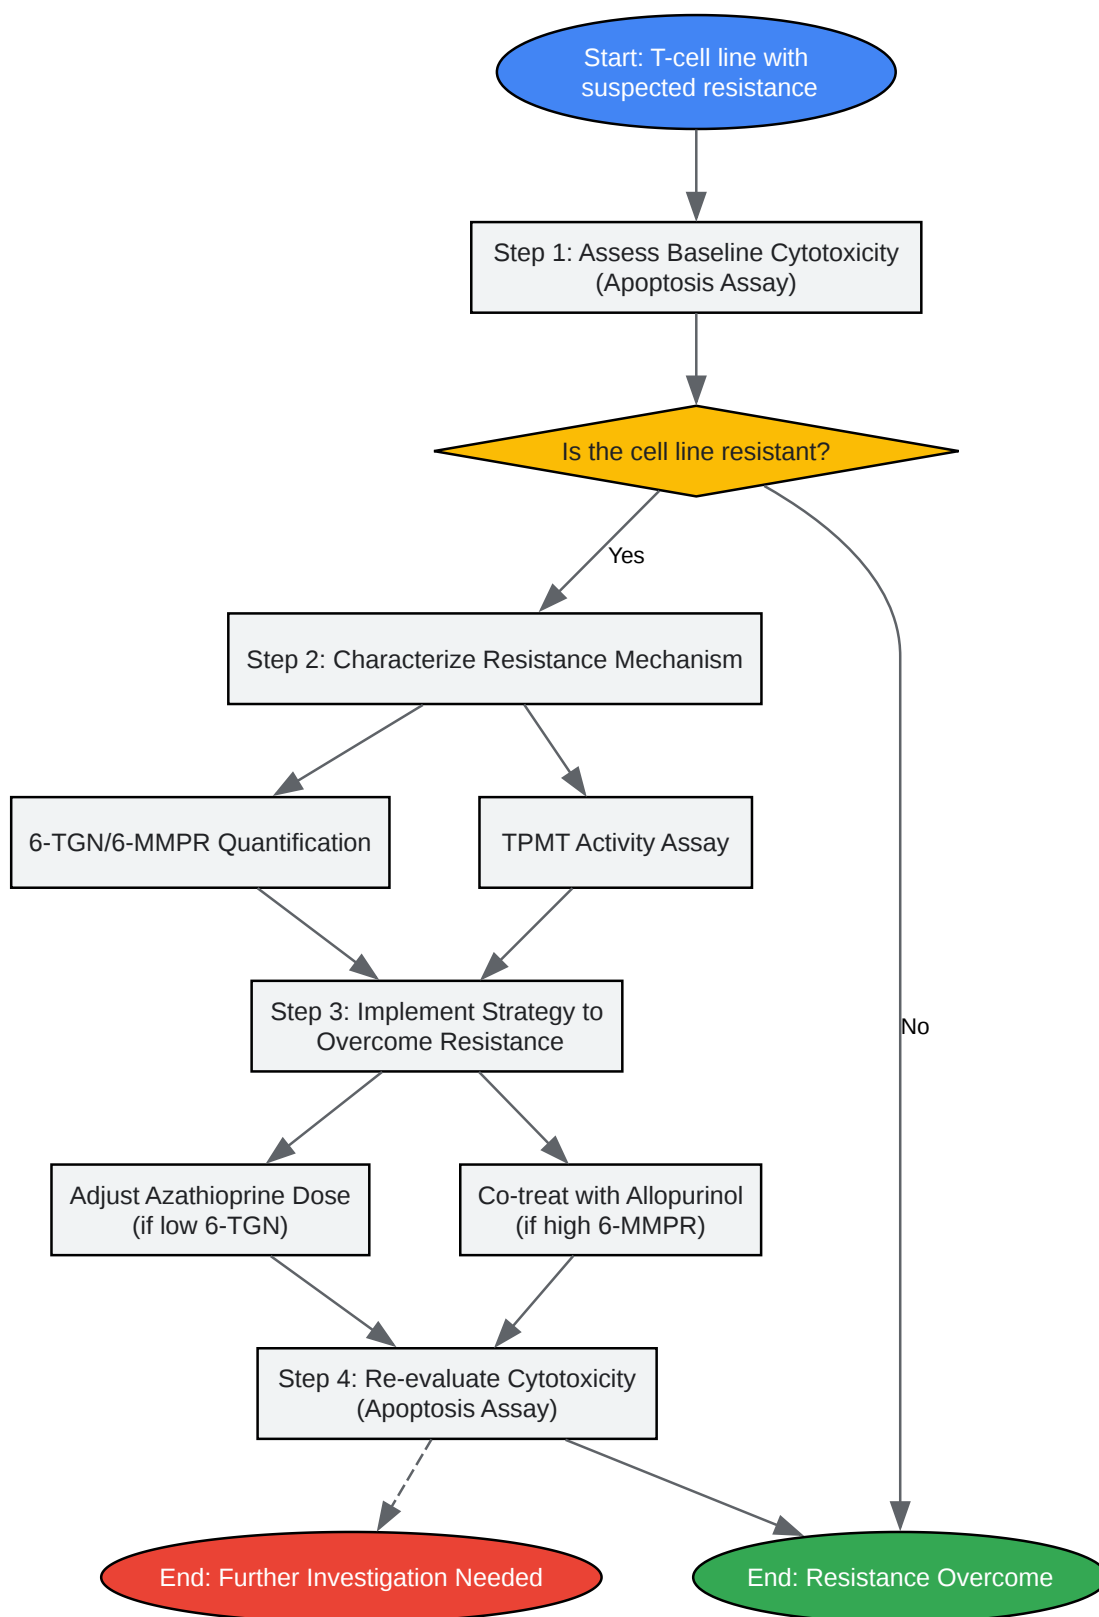 Start: T-cell line with
suspected resistance
Step 1: Assess Baseline Cytotoxicity
(Apoptosis Assay)
Is the cell line resistant?
Yes
Step 2: Characterize Resistance Mechanism
6-TGN/6-MMPR Quantification
TPMT Activity Assay
Step 3: Implement Strategy to
Overcome Resistance
No
Adjust Azathioprine Dose
(if low 6-TGN)
Co-treat with Allopurinol
(if high 6-MMPR)
Step 4: Re-evaluate Cytotoxicity
(Apoptosis Assay)
End: Further Investigation Needed
End: Resistance Overcome